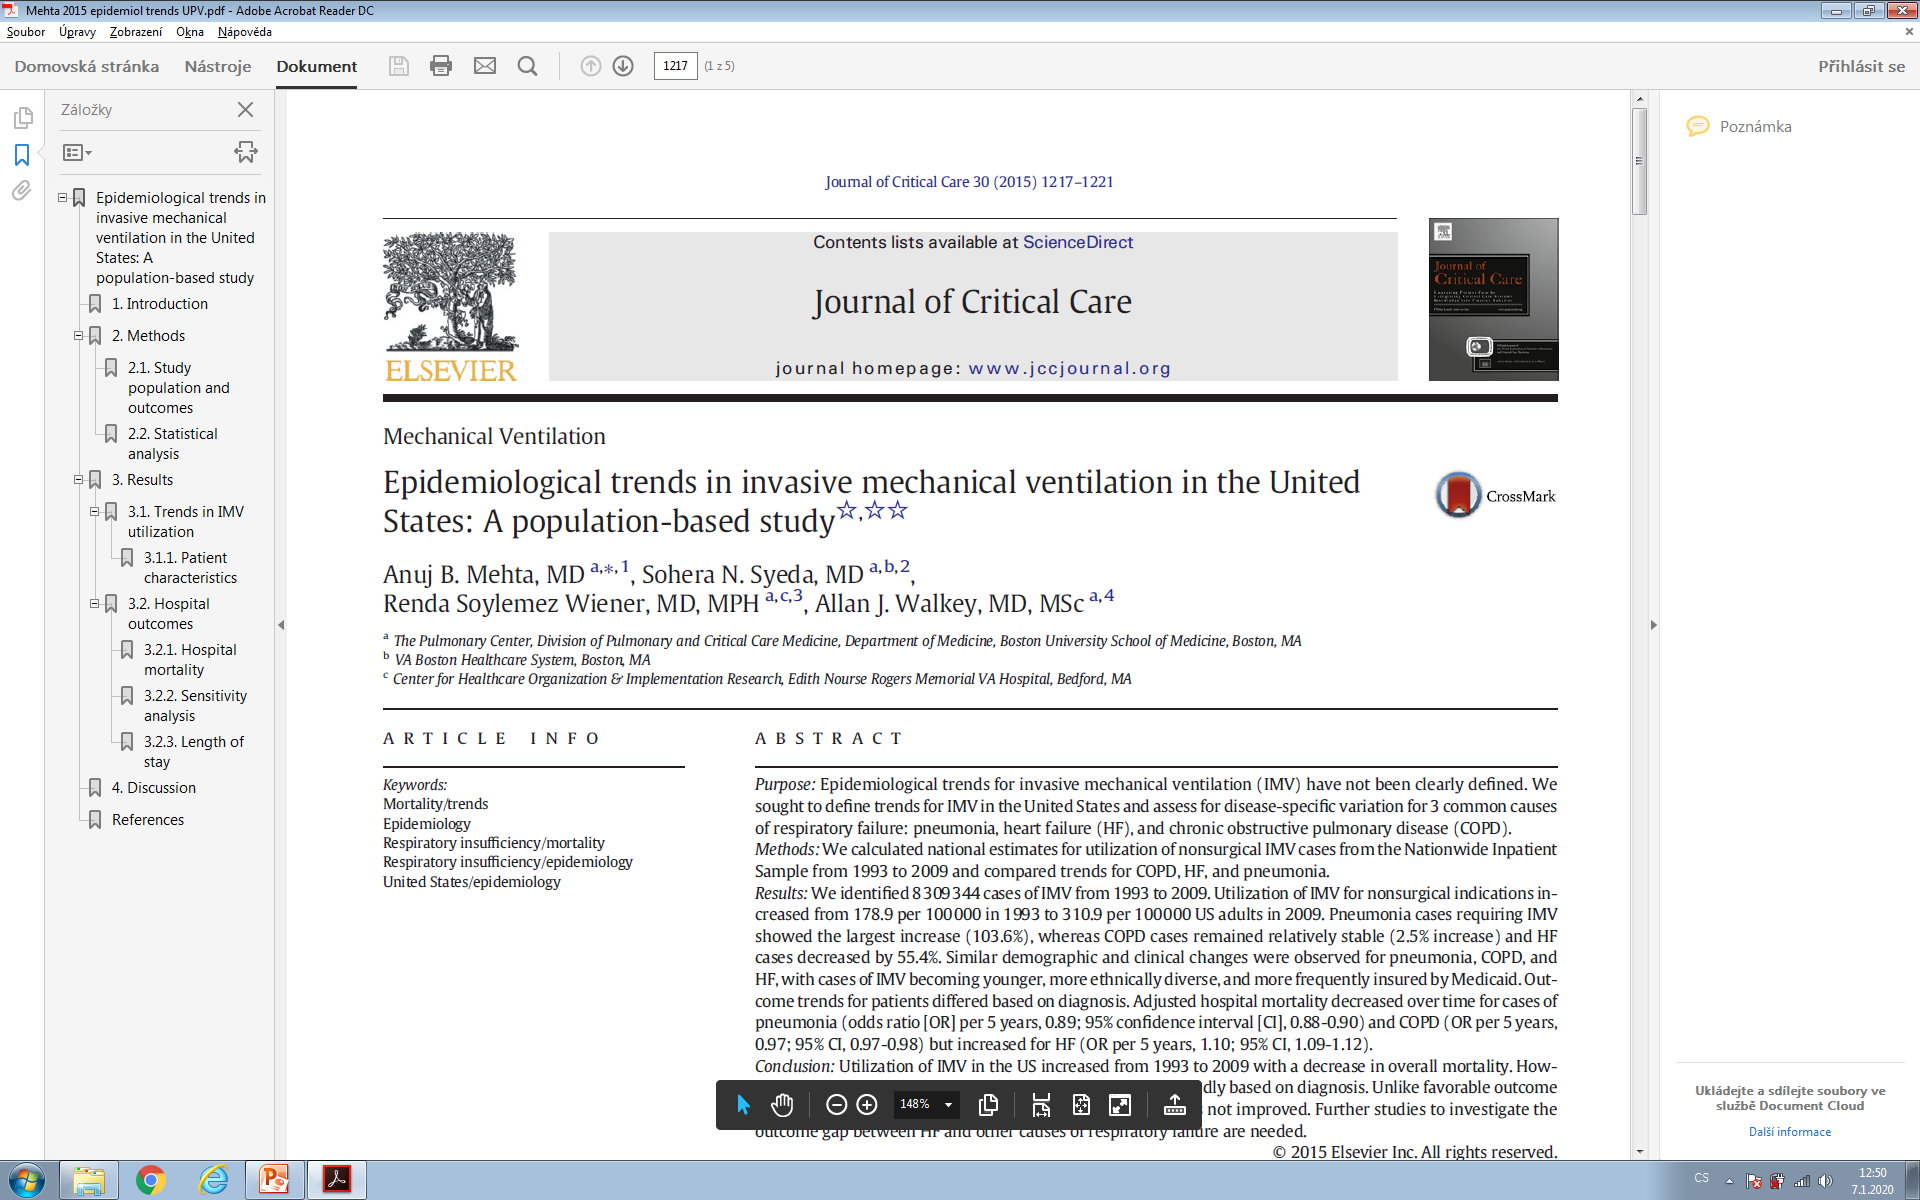 Mehta 2015 epidemiol trends UPV.pdf - Adobe Acrobat Reader DC
Soubor Úpravy Zobrazení Okna Nápověda
Domovská stránka Nástroje Dokument 1217 (1 z 5) Přihlásit se
Záložky
Epidemiological trends in
invasive mechanical
ventilation in the United
States: A
population-based study
1. Introduction
2. Methods
2.1. Study
population and
outcomes
2.2. Statistical
analysis
3. Results
3.1. Trends in IMV
utilization
3.1.1. Patient
characteristics
3.2. Hospital
outcomes
3.2.1. Hospital
mortality
3.2.2. Sensitivity
analysis
3.2.3. Length of
stay
4. Discussion
References
Journal of Critical Care 30 (2015) 1217–1221
ELSEVIER
Contents lists available at ScienceDirect
Journal of Critical Care
journal homepage: www.jccjournal.org
Journal of
Critical Care
Mechanical Ventilation
Epidemiological trends in invasive mechanical ventilation in the United
States: A population-based study☆,☆☆
CrossMark
Anuj B. Mehta, MD a,*,1, Sohera N. Syeda, MD a,b,2,
Renda Soylemez Wiener, MD, MPH a,c,3, Allan J. Walkey, MD, MSc a,4
a The Pulmonary Center, Division of Pulmonary and Critical Care Medicine, Department of Medicine, Boston University School of Medicine, Boston, MA
b VA Boston Healthcare System, Boston, MA
c Center for Healthcare Organization & Implementation Research, Edith Nourse Rogers Memorial VA Hospital, Bedford, MA
ARTICLE INFO
Keywords:
Mortality/trends
Epidemiology
Respiratory insufficiency/mortality
Respiratory insufficiency/epidemiology
United States/epidemiology
ABSTRACT
Purpose: Epidemiological trends for invasive mechanical ventilation (IMV) have not been clearly defined. We
sought to define trends for IMV in the United States and assess for disease-specific variation for 3 common causes
of respiratory failure: pneumonia, heart failure (HF), and chronic obstructive pulmonary disease (COPD).
Methods: We calculated national estimates for utilization of nonsurgical IMV cases from the Nationwide Inpatient
Sample from 1993 to 2009 and compared trends for COPD, HF, and pneumonia.
Results: We identified 8309344 cases of IMV from 1993 to 2009. Utilization of IMV for nonsurgical indications in-
creased from 178.9 per 100000 in 1993 to 310.9 per 100000 US adults in 2009. Pneumonia cases requiring IMV
showed the largest increase (103.6%), whereas COPD cases remained relatively stable (2.5% increase) and HF
cases decreased by 55.4%. Similar demographic and clinical changes were observed for pneumonia, COPD, and
HF, with cases of IMV becoming younger, more ethnically diverse, and more frequently insured by Medicaid. Out-
come trends for patients differed based on diagnosis. Adjusted hospital mortality decreased over time for cases of
pneumonia (odds ratio [OR] per 5 years, 0.89; 95% confidence interval [CI], 0.88-0.90) and COPD (OR per 5 years,
0.97; 95% CI, 0.97-0.98) but increased for HF (OR per 5 years, 1.10; 95% CI, 1.09-1.12).
Conclusion: Utilization of IMV in the US increased from 1993 to 2009 with a decrease in overall mortality. How-
dly based on diagnosis. Unlike favorable outcome
not improved. Further studies to investigate the
outcome gap between HF and other causes of respiratory failure are needed.
© 2015 Elsevier Inc. All rights reserved.
148%
Poznámka
Ukládejte a sdílejte soubory ve
službě Document Cloud
Další informace
CS
12:50
7.1.2020